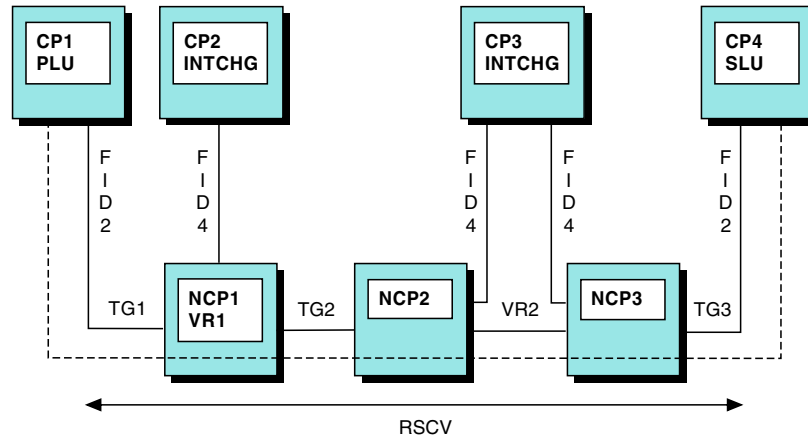 CP1
PLU
CP2
INTCHG
CP3
INTCHG
CP4
SLU
F
I
D
2
F
I
D
4
F
I
D
4
F
I
D
4
F
I
D
2
TG1
NCP1
VR1
TG2
NCP2
VR2
NCP3
TG3
RSCV